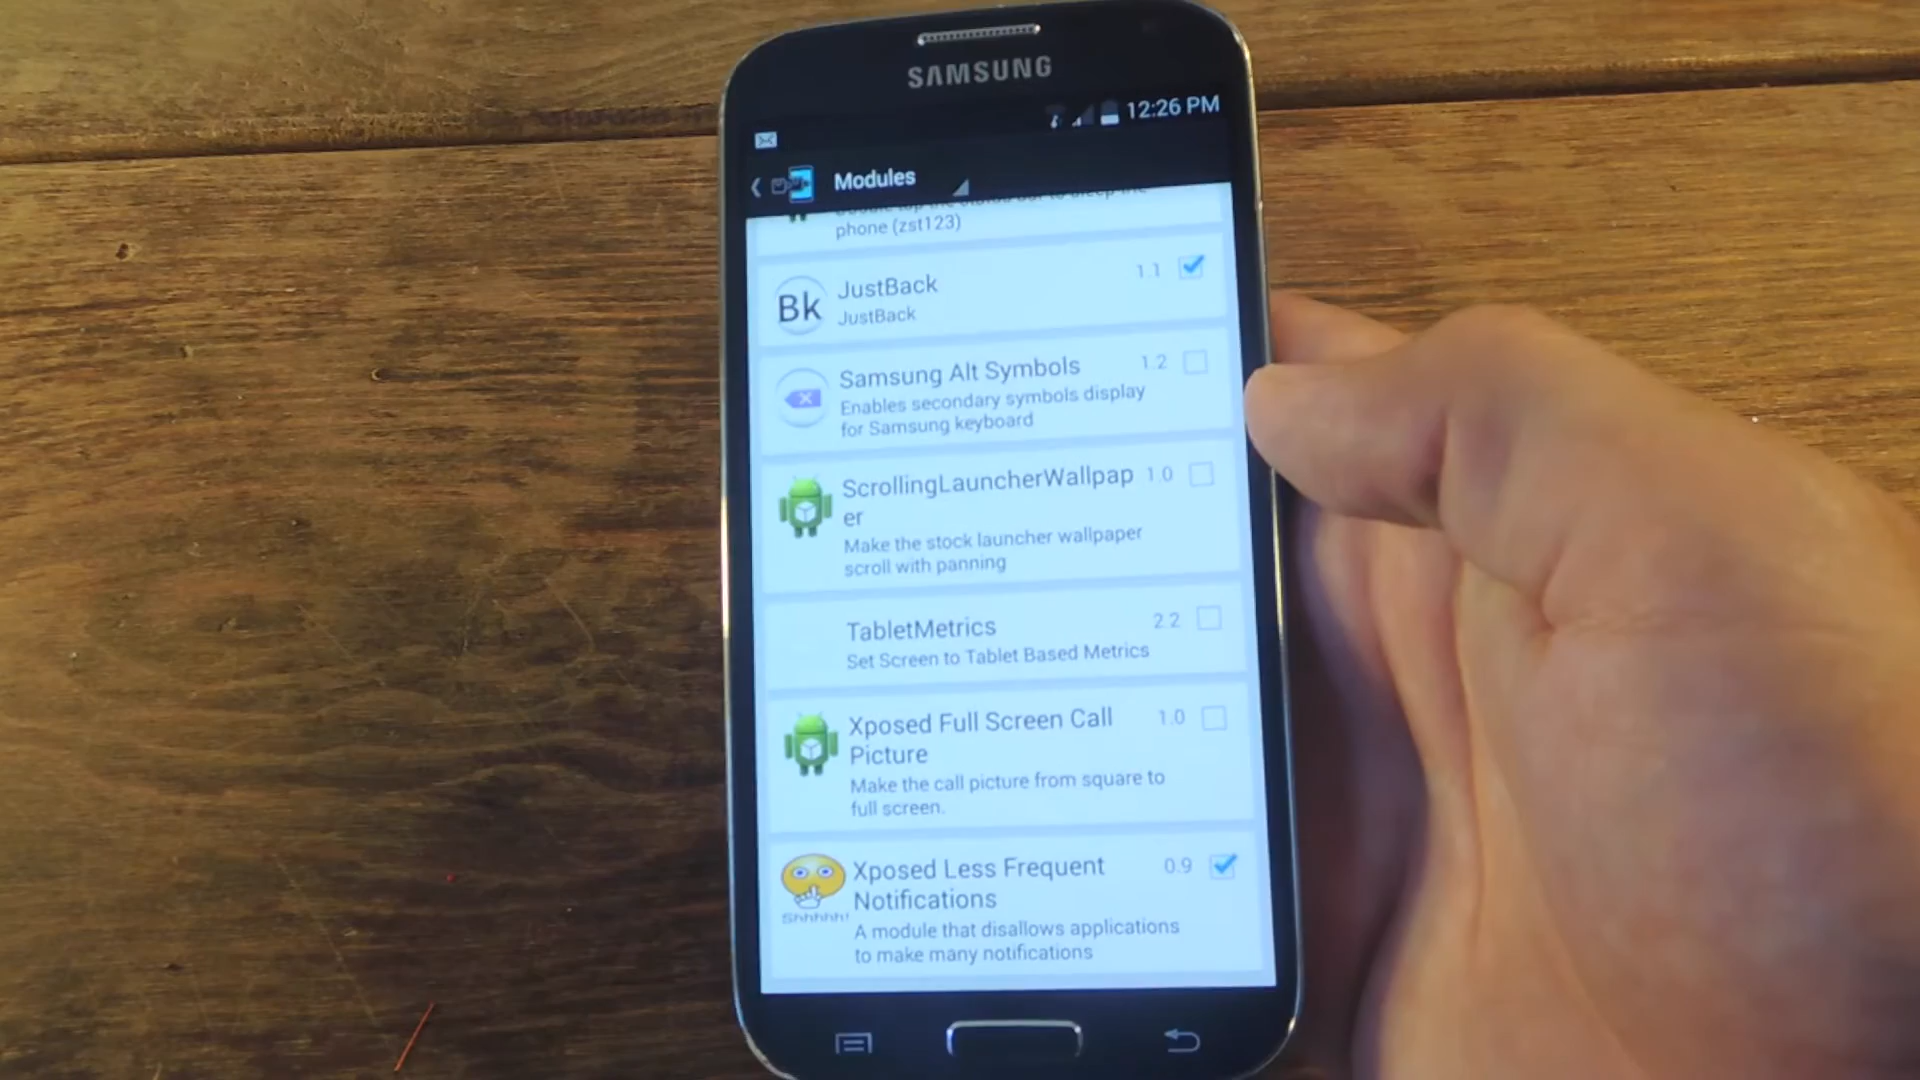 SAMSUNG
12:26 PM
Modules
phone (zst123)
JustBack 1.1
Bk
JustBack
Samsung Alt Symbols 1.2
Enables secondary symbols display
for Samsung keyboard
ScrollingLauncherWallpap 1.0
er
Make the stock launcher wallpaper
scroll with panning
TabletMetrics 2.2
Set Screen to Tablet Based Metrics
Xposed Full Screen Call 1.0
Picture
Make the call picture from square to
full screen.
Xposed Less Frequent 0.9
Notifications
Shhhhh!
A module that disallows applications
to make many notifications